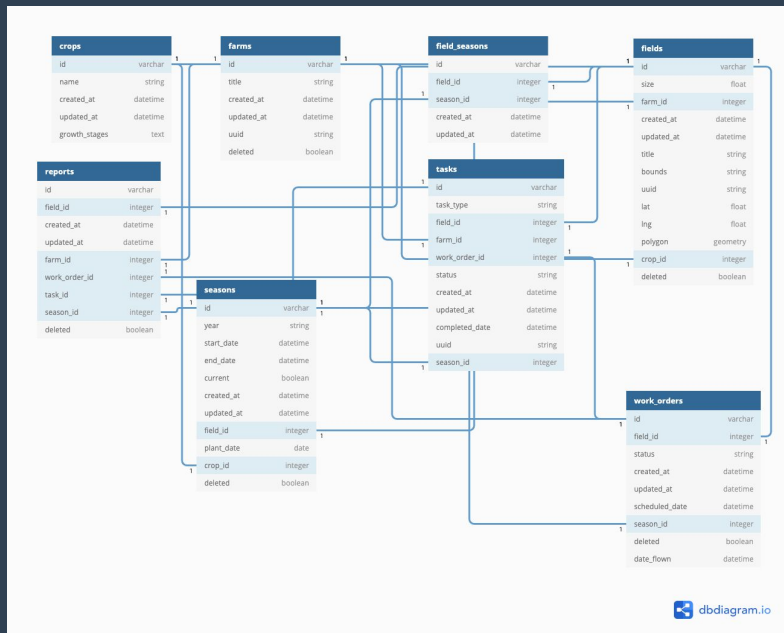 crops
id varchar
name string
created_at datetime
updated_at datetime
growth_stages text
farms
id varchar
title string
created_at datetime
updated_at datetime
uuid string
deleted boolean
field_seasons
id varchar
field_id integer
season_id integer
created_at datetime
updated_at datetime
fields
id varchar
size float
farm_id integer
created_at datetime
updated_at datetime
title string
bounds string
uuid string
lat float
lng float
polygon geometry
crop_id integer
deleted boolean
reports
id varchar
field_id integer
created_at datetime
updated_at datetime
farm_id integer
work_order_id integer
task_id integer
season_id integer
deleted boolean
tasks
id varchar
task_type string
field_id integer
farm_id integer
work_order_id integer
status string
created_at datetime
updated_at datetime
completed_date datetime
uuid string
season_id integer
seasons
id varchar
year string
start_date datetime
end_date datetime
current boolean
created_at datetime
updated_at datetime
field_id integer
plant_date date
crop_id integer
deleted boolean
work_orders
id varchar
field_id integer
status string
created_at datetime
updated_at datetime
scheduled_date datetime
season_id integer
deleted boolean
date_flown datetime
dbdiagram.io